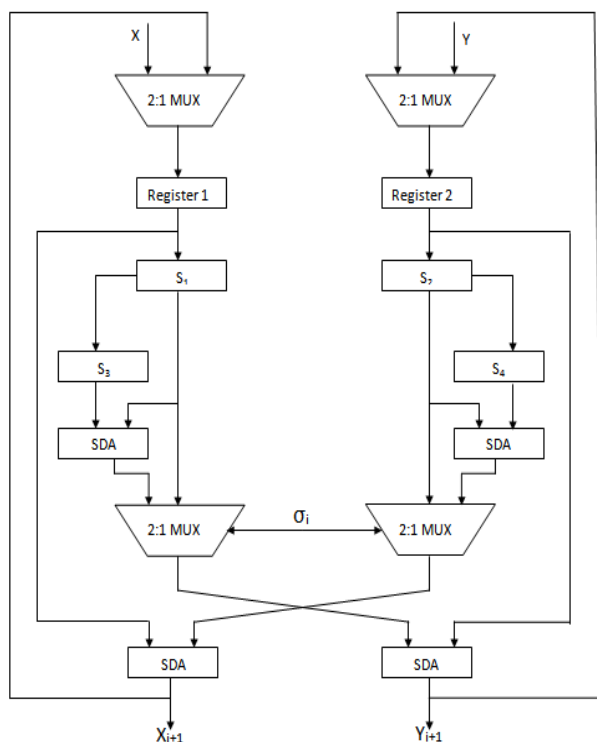 X
Y
2:1 MUX
2:1 MUX
Register 1
Register 2
S₁
S₂
S₃
S₄
SDA
SDA
2:1 MUX
σᵢ
2:1 MUX
SDA
SDA
Xᵢ₊₁
Yᵢ₊₁